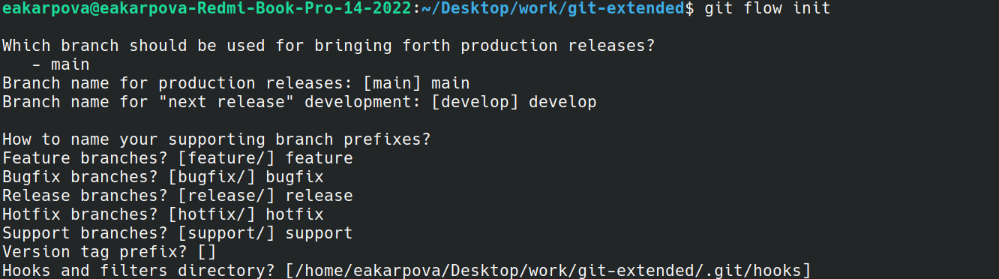 eakarpova@eakarpova-Redmi-Book-Pro-14-2022:~/Desktop/work/git-extended$ git flow init
Which branch should be used for bringing forth production releases?
   - main
Branch name for production releases: [main] main
Branch name for "next release" development: [develop] develop
How to name your supporting branch prefixes?
Feature branches? [feature/] feature
Bugfix branches? [bugfix/] bugfix
Release branches? [release/] release
Hotfix branches? [hotfix/] hotfix
Support branches? [support/] support
Version tag prefix? []
Hooks and filters directory? [/home/eakarpova/Desktop/work/git-extended/.git/hooks]